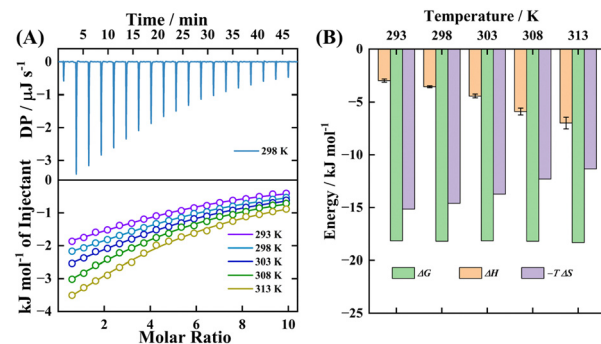 (A)
Time / min
5 10 15 20 25 30 35 40 45
DP / μJ s⁻¹
0
−1
−2
−3
298 K
kJ mol⁻¹ of Injectant
0
−1
−2
−3
−4
293 K
298 K
303 K
308 K
313 K
0 2 4 6 8 10
Molar Ratio
(B)
Temperature / K
293 298 303 308 313
Energy / kJ mol⁻¹
0
−5
−10
−15
−20
−25
ΔG ΔH −T ΔS